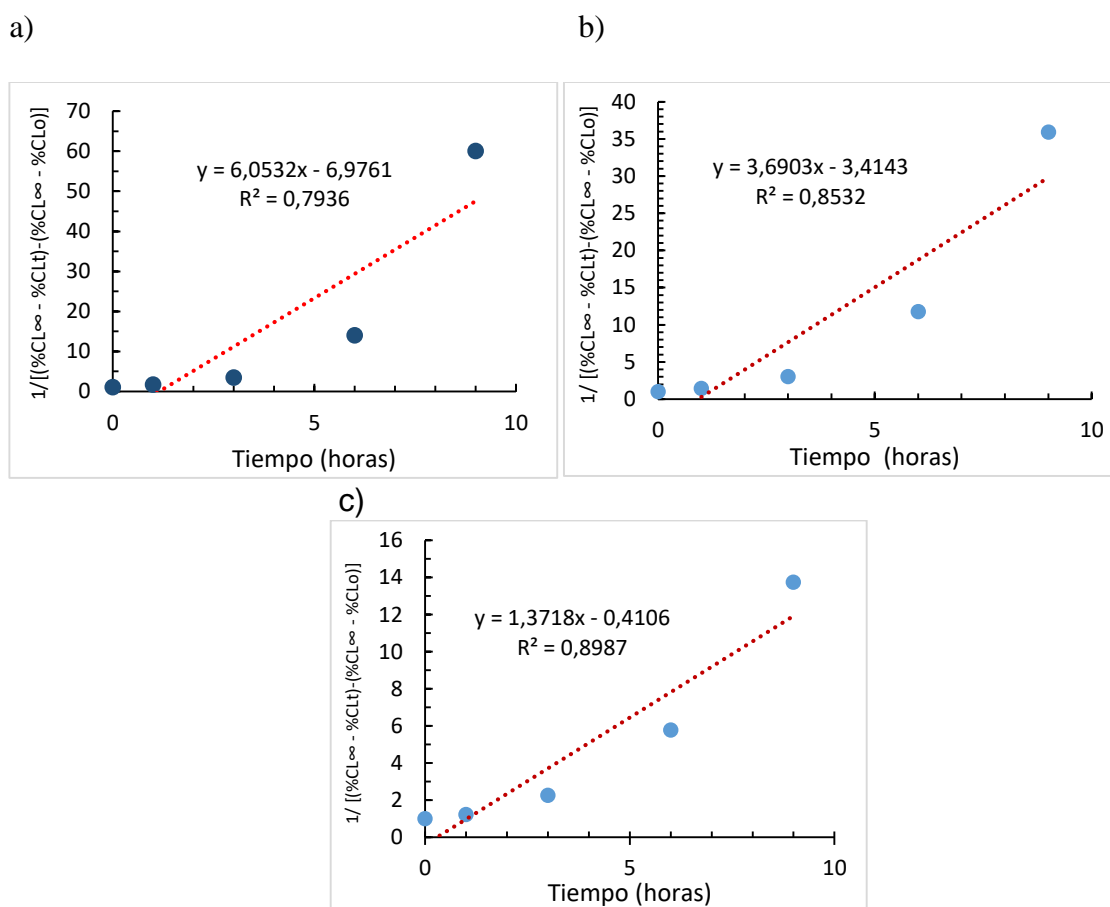 a)
b)
1/ [(%CL∞ - %CLt)-(%CL∞ - %CLo)]
70
60
50
40
30
20
10
0
y = 6,0532x - 6,9761
R² = 0,7936
0 5 10
Tiempo (horas)
1/ [(%CL∞ - %CLt)-(%CL∞ - %CLo)]
40
35
30
25
20
15
10
5
0
y = 3,6903x - 3,4143
R² = 0,8532
0 5 10
Tiempo (horas)
c)
1/ [(%CL∞ - %CLt)-(%CL∞ - %CLo)]
16
14
12
10
8
6
4
2
0
y = 1,3718x - 0,4106
R² = 0,8987
0 5 10
Tiempo (horas)